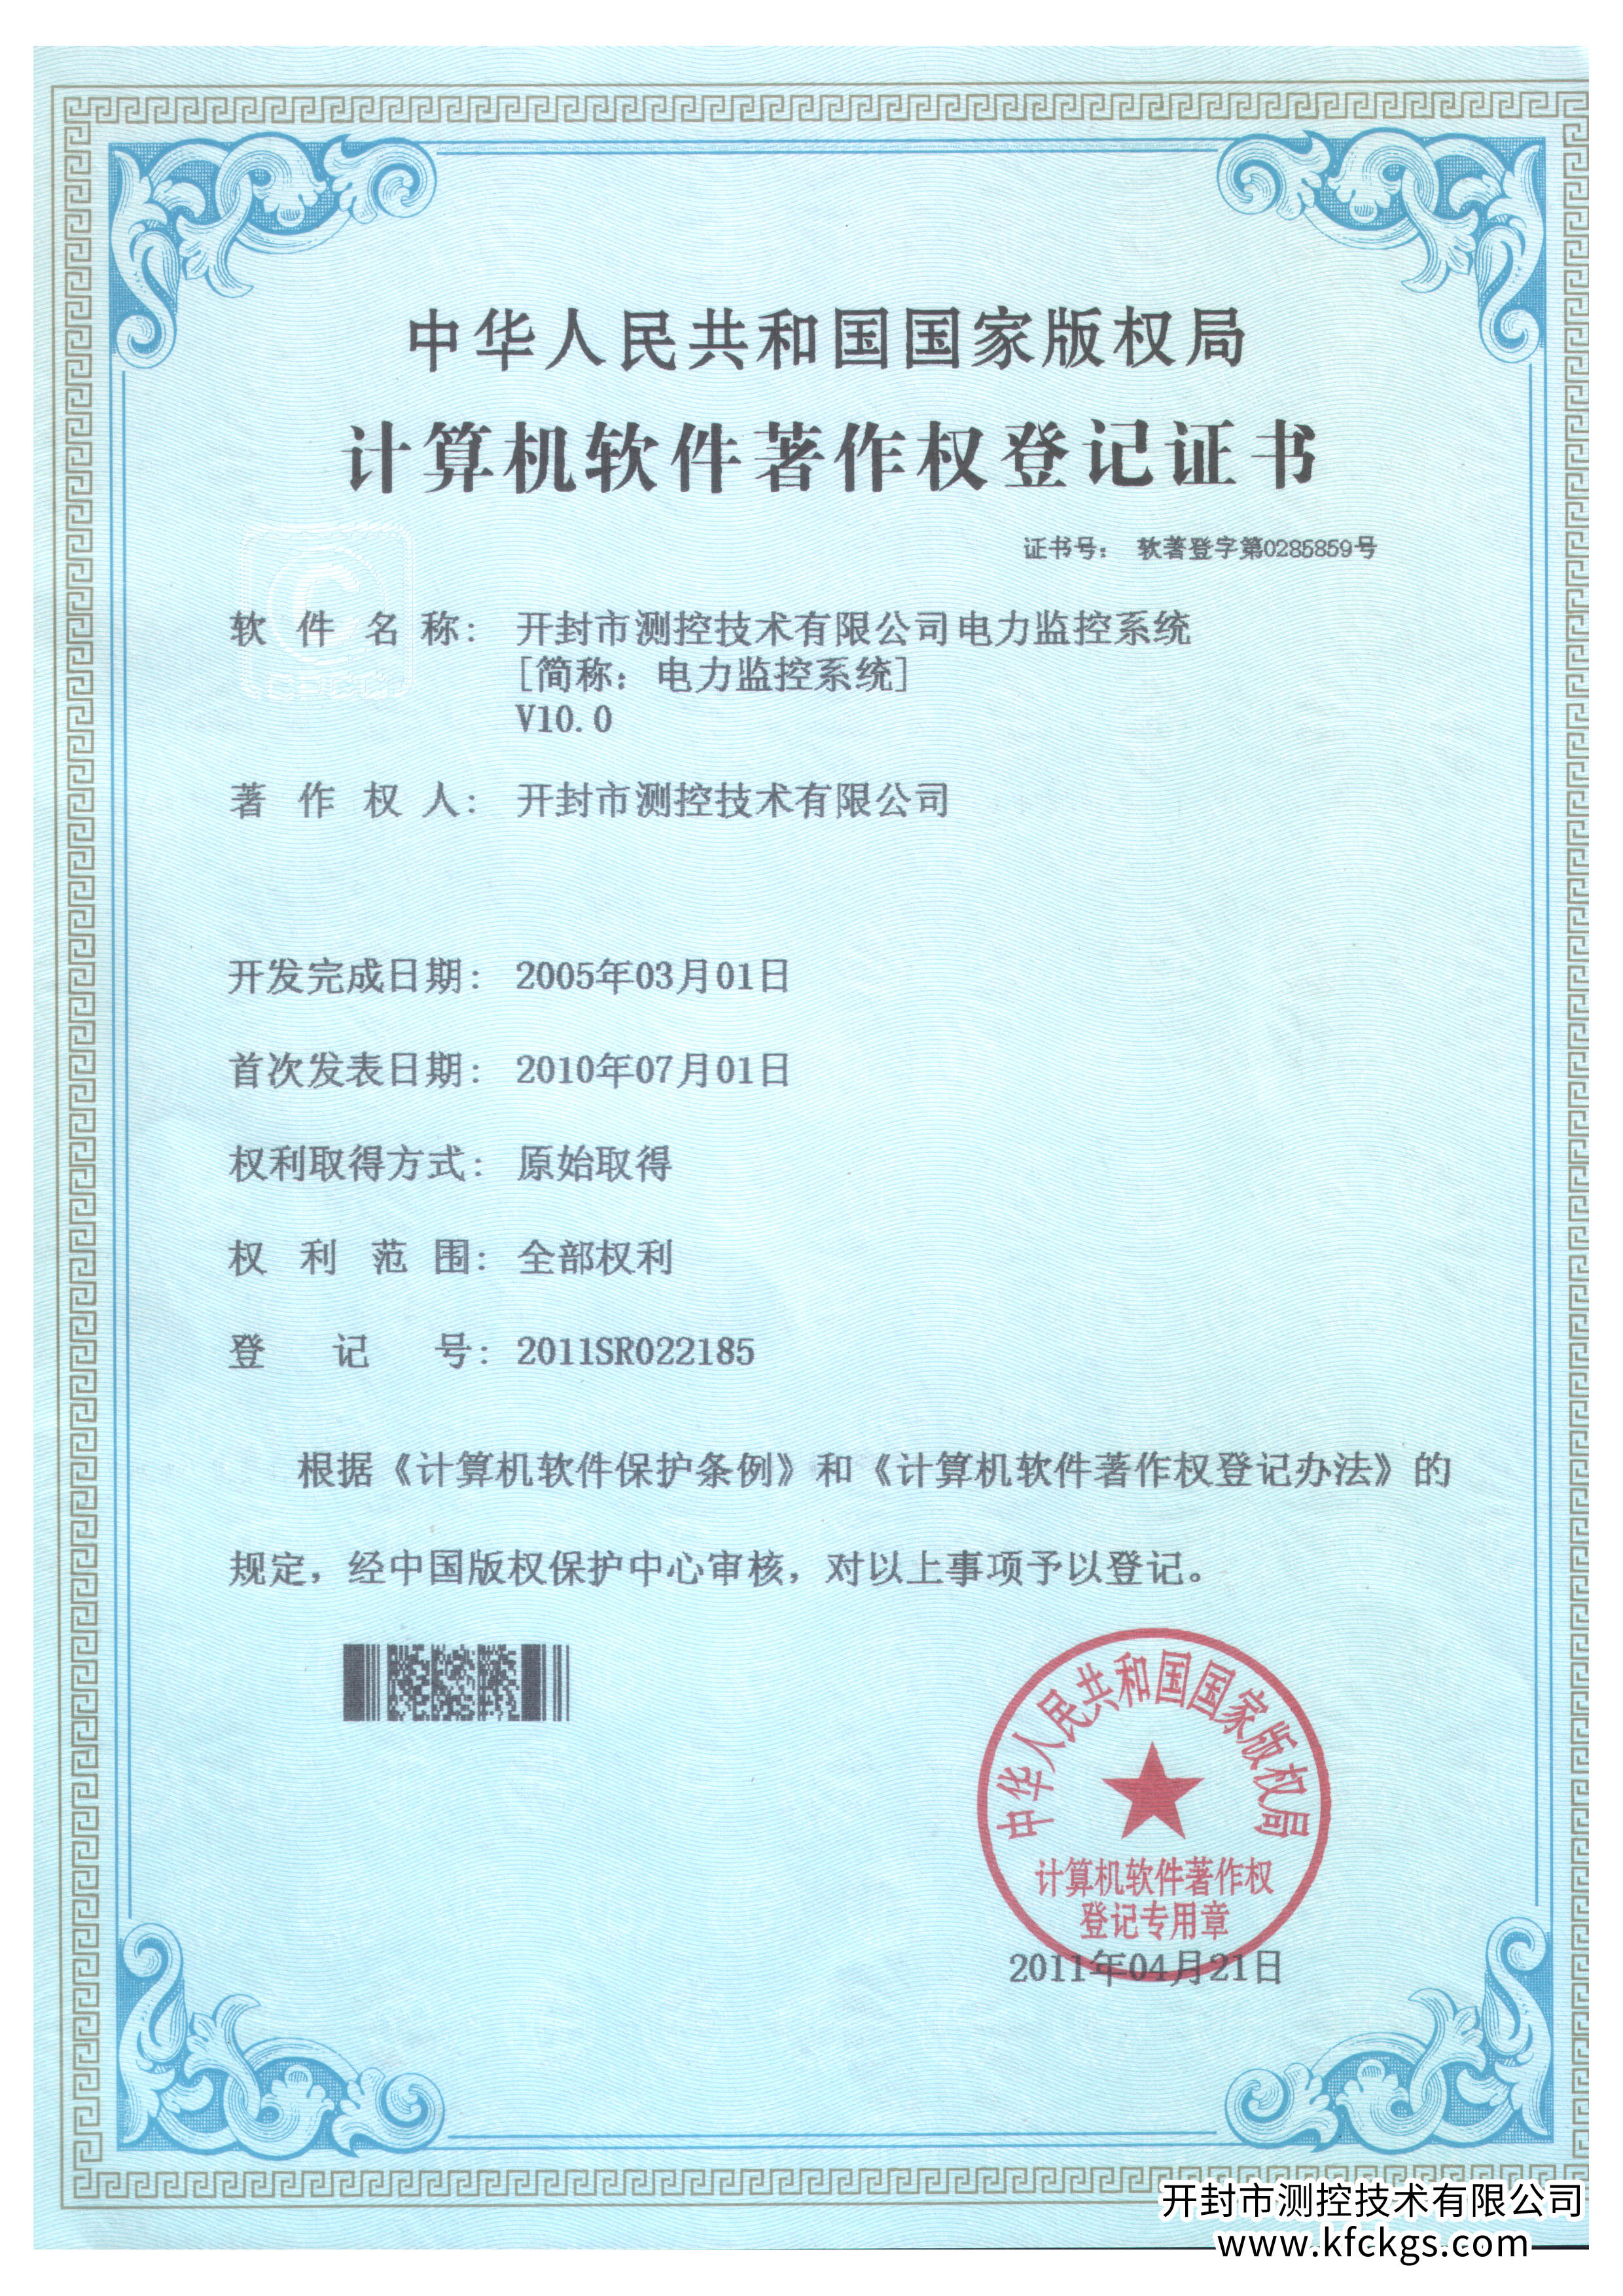 中华人民共和国国家版权局
计算机软件著作权登记证书
证书号： 软著登字第0285859号
软件名称： 开封市测控技术有限公司电力监控系统
[简称：电力监控系统]
V10.0
著作权人： 开封市测控技术有限公司
开发完成日期： 2005年03月01日
首次发表日期： 2010年07月01日
权利取得方式： 原始取得
权利范围： 全部权利
登记号： 2011SR022185
根据《计算机软件保护条例》和《计算机软件著作权登记办法》的
规定，经中国版权保护中心审核，对以上事项予以登记。
中华人民共和国国家版权局
计算机软件著作权
登记专用章
2011年04月21日
开封市测控技术有限公司
www.kfckgs.com